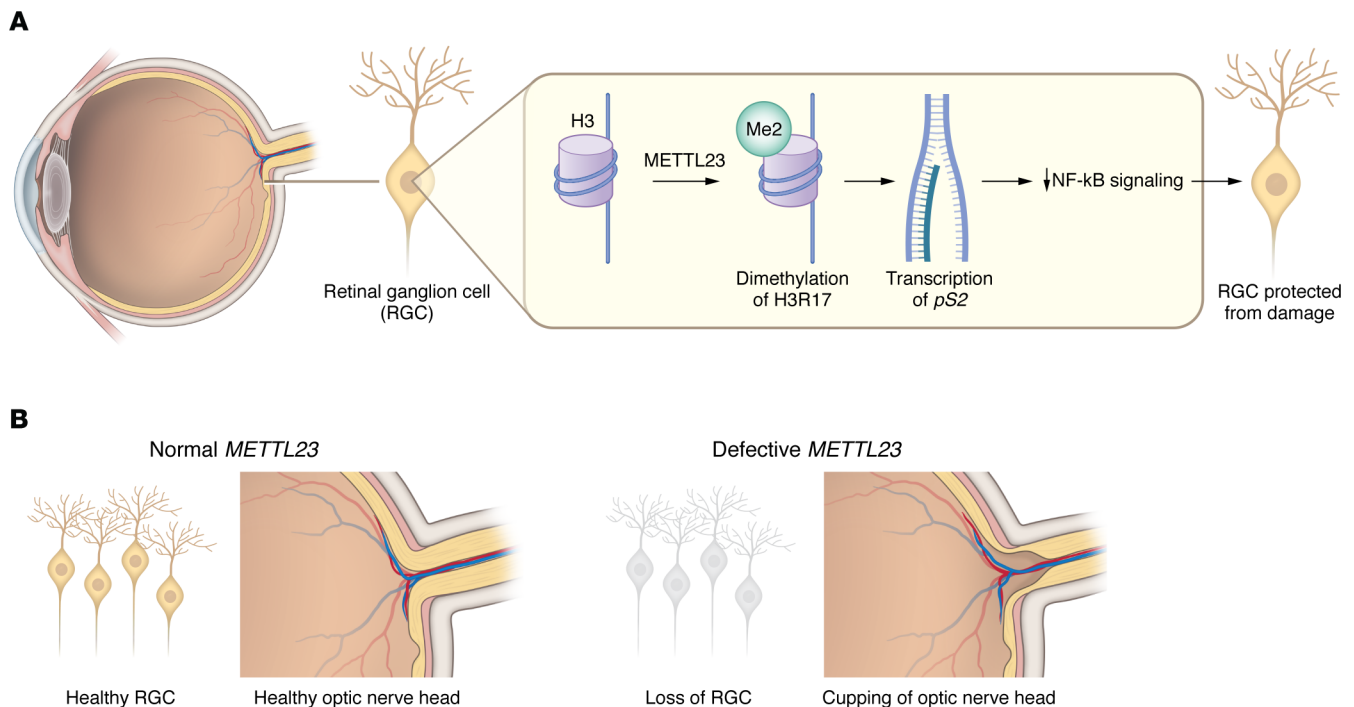 A
H3
METTL23
Me2
Dimethylation
of H3R17
Transcription
of pS2
↓NF-kB signaling
Retinal ganglion cell
(RGC)
RGC protected
from damage
B
Normal METTL23
Healthy RGC
Healthy optic nerve head
Defective METTL23
Loss of RGC
Cupping of optic nerve head